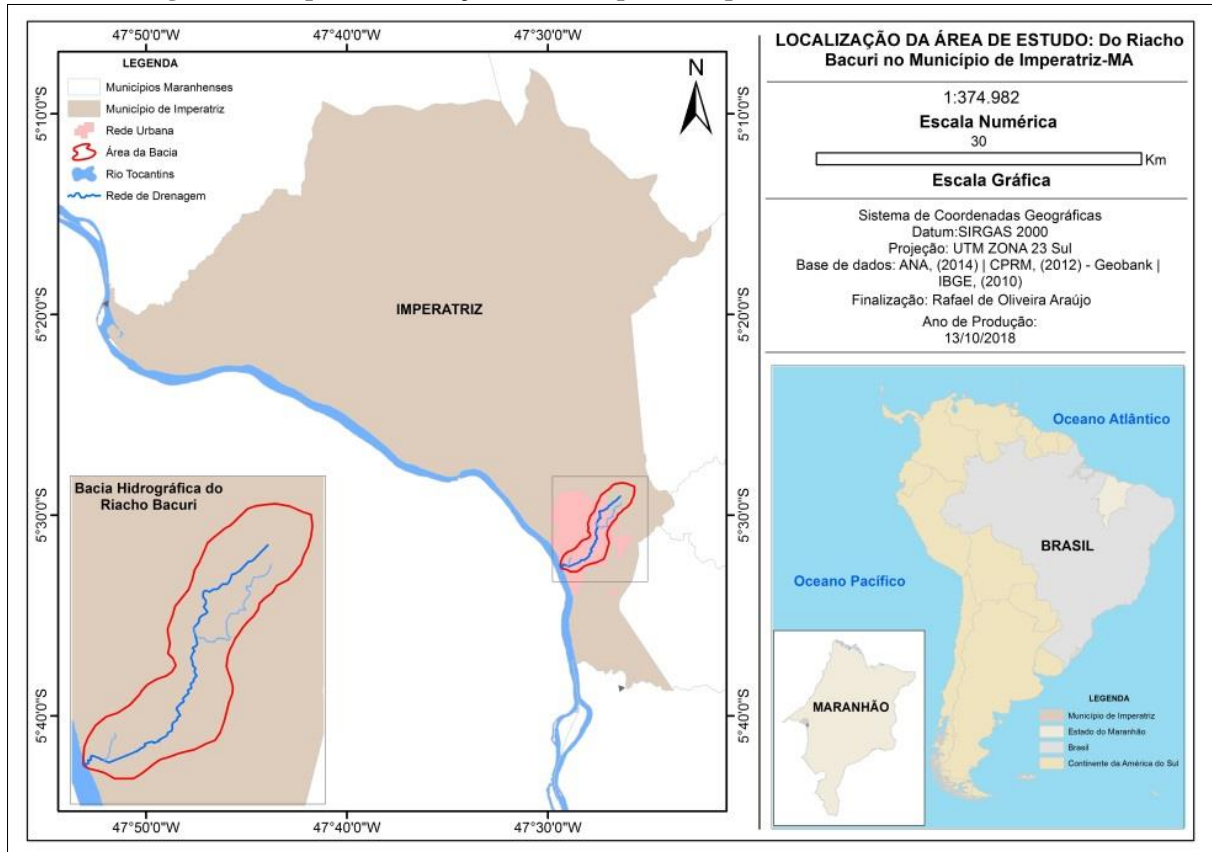 47°50'0"W
47°40'0"W
47°30'0"W
LEGENDA
Municípios Maranhenses
Município de Imperatriz
Rede Urbana
Área da Bacia
Rio Tocantins
Rede de Drenagem
N
5°10'0"S
5°20'0"S
5°30'0"S
5°40'0"S
IMPERATRIZ
Bacia Hidrográfica do
Riacho Bacuri
5°10'0"S
5°20'0"S
5°30'0"S
5°40'0"S
47°50'0"W
47°40'0"W
47°30'0"W
LOCALIZAÇÃO DA ÁREA DE ESTUDO: Do Riacho
Bacuri no Município de Imperatriz-MA
1:374.982
Escala Numérica
30
Km
Escala Gráfica
Sistema de Coordenadas Geográficas
Datum:SIRGAS 2000
Projeção: UTM ZONA 23 Sul
Base de dados: ANA, (2014) | CPRM, (2012) - Geobank |
IBGE, (2010)
Finalização: Rafael de Oliveira Araújo
Ano de Produção:
13/10/2018
Oceano Atlântico
BRASIL
Oceano Pacífico
MARANHÃO
LEGENDA
Município de Imperatriz
Estado do Maranhão
Brasil
Continente da América do Sul